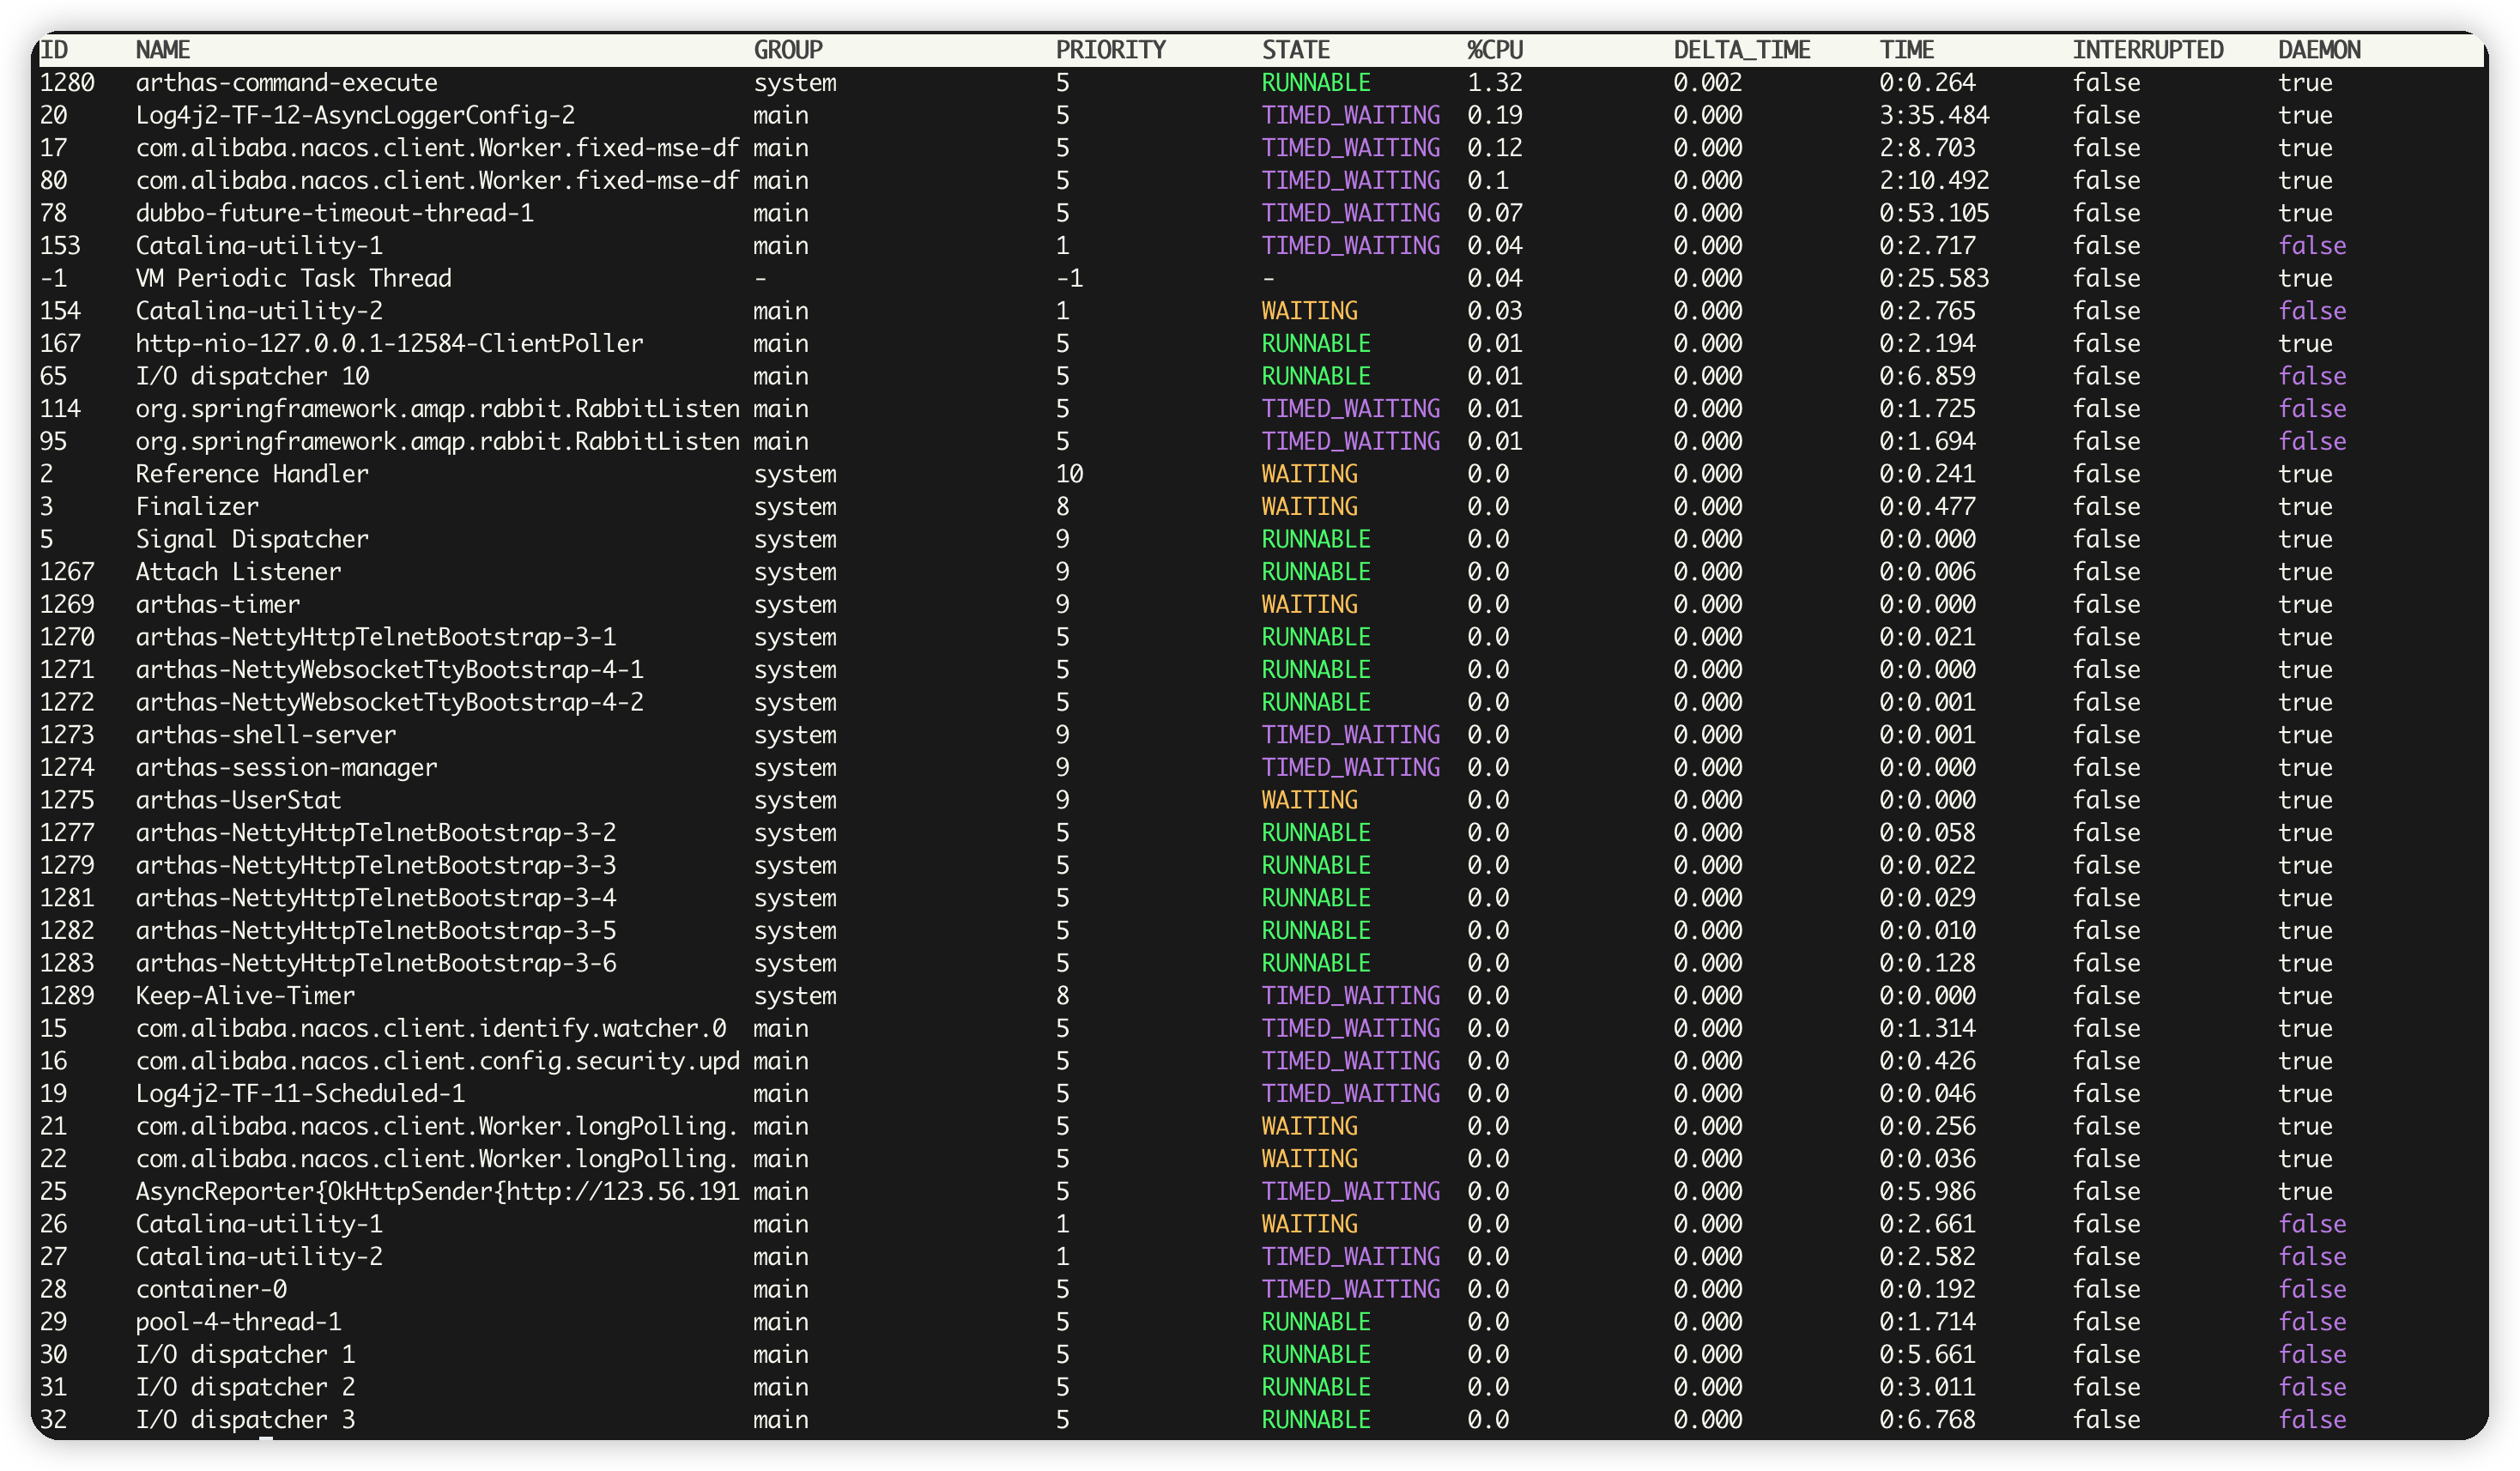 ID NAME GROUP PRIORITY STATE %CPU DELTA_TIME TIME INTERRUPTED DAEMON
1280 arthas-command-execute system 5 RUNNABLE 1.32 0.002 0:0.264 false true
20 Log4j2-TF-12-AsyncLoggerConfig-2 main 5 TIMED_WAITING 0.19 0.000 3:35.484 false true
17 com.alibaba.nacos.client.Worker.fixed-mse-df main 5 TIMED_WAITING 0.12 0.000 2:8.703 false true
80 com.alibaba.nacos.client.Worker.fixed-mse-df main 5 TIMED_WAITING 0.1 0.000 2:10.492 false true
78 dubbo-future-timeout-thread-1 main 5 TIMED_WAITING 0.07 0.000 0:53.105 false true
153 Catalina-utility-1 main 1 TIMED_WAITING 0.04 0.000 0:2.717 false false
-1 VM Periodic Task Thread - -1 - 0.04 0.000 0:25.583 false true
154 Catalina-utility-2 main 1 WAITING 0.03 0.000 0:2.765 false false
167 http-nio-127.0.0.1-12584-ClientPoller main 5 RUNNABLE 0.01 0.000 0:2.194 false true
65 I/O dispatcher 10 main 5 RUNNABLE 0.01 0.000 0:6.859 false false
114 org.springframework.amqp.rabbit.RabbitListen main 5 TIMED_WAITING 0.01 0.000 0:1.725 false false
95 org.springframework.amqp.rabbit.RabbitListen main 5 TIMED_WAITING 0.01 0.000 0:1.694 false false
2 Reference Handler system 10 WAITING 0.0 0.000 0:0.241 false true
3 Finalizer system 8 WAITING 0.0 0.000 0:0.477 false true
5 Signal Dispatcher system 9 RUNNABLE 0.0 0.000 0:0.000 false true
1267 Attach Listener system 9 RUNNABLE 0.0 0.000 0:0.006 false true
1269 arthas-timer system 9 WAITING 0.0 0.000 0:0.000 false true
1270 arthas-NettyHttpTelnetBootstrap-3-1 system 5 RUNNABLE 0.0 0.000 0:0.021 false true
1271 arthas-NettyWebsocketTtyBootstrap-4-1 system 5 RUNNABLE 0.0 0.000 0:0.000 false true
1272 arthas-NettyWebsocketTtyBootstrap-4-2 system 5 RUNNABLE 0.0 0.000 0:0.001 false true
1273 arthas-shell-server system 9 TIMED_WAITING 0.0 0.000 0:0.001 false true
1274 arthas-session-manager system 9 TIMED_WAITING 0.0 0.000 0:0.000 false true
1275 arthas-UserStat system 9 WAITING 0.0 0.000 0:0.000 false true
1277 arthas-NettyHttpTelnetBootstrap-3-2 system 5 RUNNABLE 0.0 0.000 0:0.058 false true
1279 arthas-NettyHttpTelnetBootstrap-3-3 system 5 RUNNABLE 0.0 0.000 0:0.022 false true
1281 arthas-NettyHttpTelnetBootstrap-3-4 system 5 RUNNABLE 0.0 0.000 0:0.029 false true
1282 arthas-NettyHttpTelnetBootstrap-3-5 system 5 RUNNABLE 0.0 0.000 0:0.010 false true
1283 arthas-NettyHttpTelnetBootstrap-3-6 system 5 RUNNABLE 0.0 0.000 0:0.128 false true
1289 Keep-Alive-Timer system 8 TIMED_WAITING 0.0 0.000 0:0.000 false true
15 com.alibaba.nacos.client.identify.watcher.0 main 5 TIMED_WAITING 0.0 0.000 0:1.314 false true
16 com.alibaba.nacos.client.config.security.upd main 5 TIMED_WAITING 0.0 0.000 0:0.426 false true
19 Log4j2-TF-11-Scheduled-1 main 5 TIMED_WAITING 0.0 0.000 0:0.046 false true
21 com.alibaba.nacos.client.Worker.longPolling. main 5 WAITING 0.0 0.000 0:0.256 false true
22 com.alibaba.nacos.client.Worker.longPolling. main 5 WAITING 0.0 0.000 0:0.036 false true
25 AsyncReporter{OkHttpSender{http://123.56.191 main 5 TIMED_WAITING 0.0 0.000 0:5.986 false true
26 Catalina-utility-1 main 1 WAITING 0.0 0.000 0:2.661 false false
27 Catalina-utility-2 main 1 TIMED_WAITING 0.0 0.000 0:2.582 false false
28 container-0 main 5 TIMED_WAITING 0.0 0.000 0:0.192 false false
29 pool-4-thread-1 main 5 RUNNABLE 0.0 0.000 0:1.714 false false
30 I/O dispatcher 1 main 5 RUNNABLE 0.0 0.000 0:5.661 false false
31 I/O dispatcher 2 main 5 RUNNABLE 0.0 0.000 0:3.011 false false
32 I/O dispatcher 3 main 5 RUNNABLE 0.0 0.000 0:6.768 false false